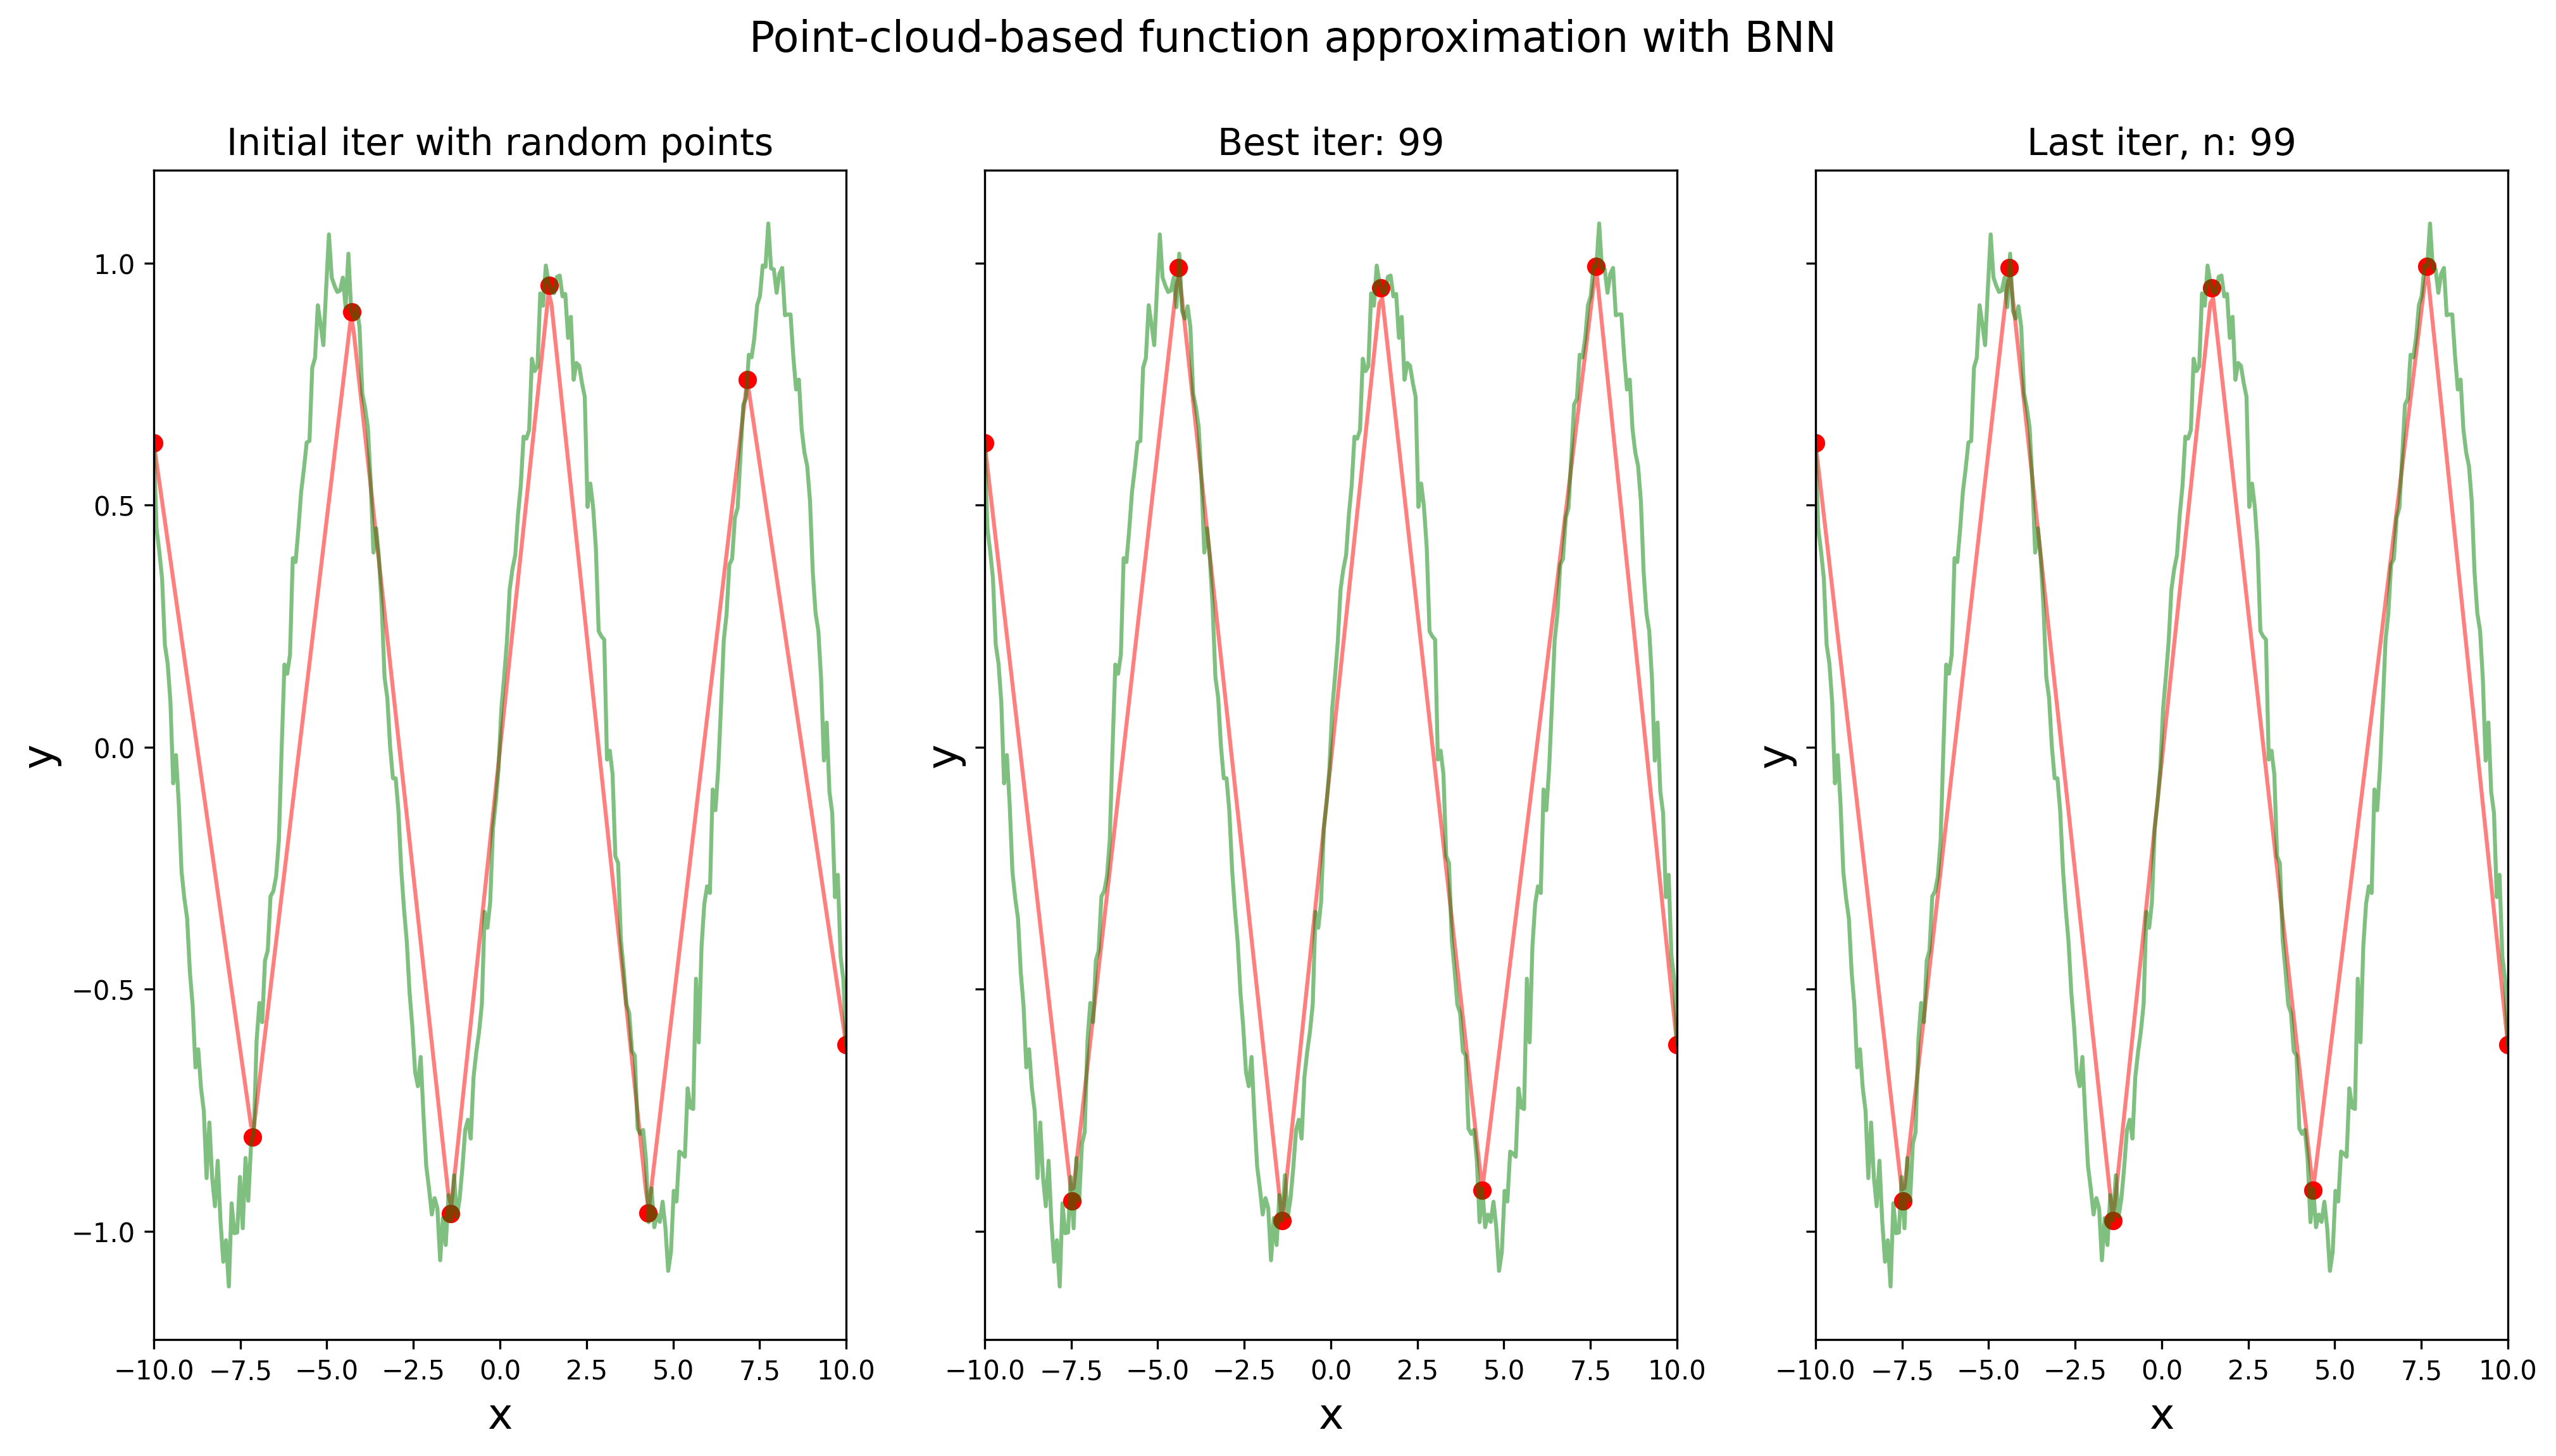 Point-cloud-based function approximation with BNN
Initial iter with random points
Best iter: 99
Last iter, n: 99
1.0
0.5
0.0
−0.5
−1.0
y
y
y
−10.0 −7.5 −5.0 −2.5 0.0 2.5 5.0 7.5 10.0
−10.0 −7.5 −5.0 −2.5 0.0 2.5 5.0 7.5 10.0
−10.0 −7.5 −5.0 −2.5 0.0 2.5 5.0 7.5 10.0
x
x
x